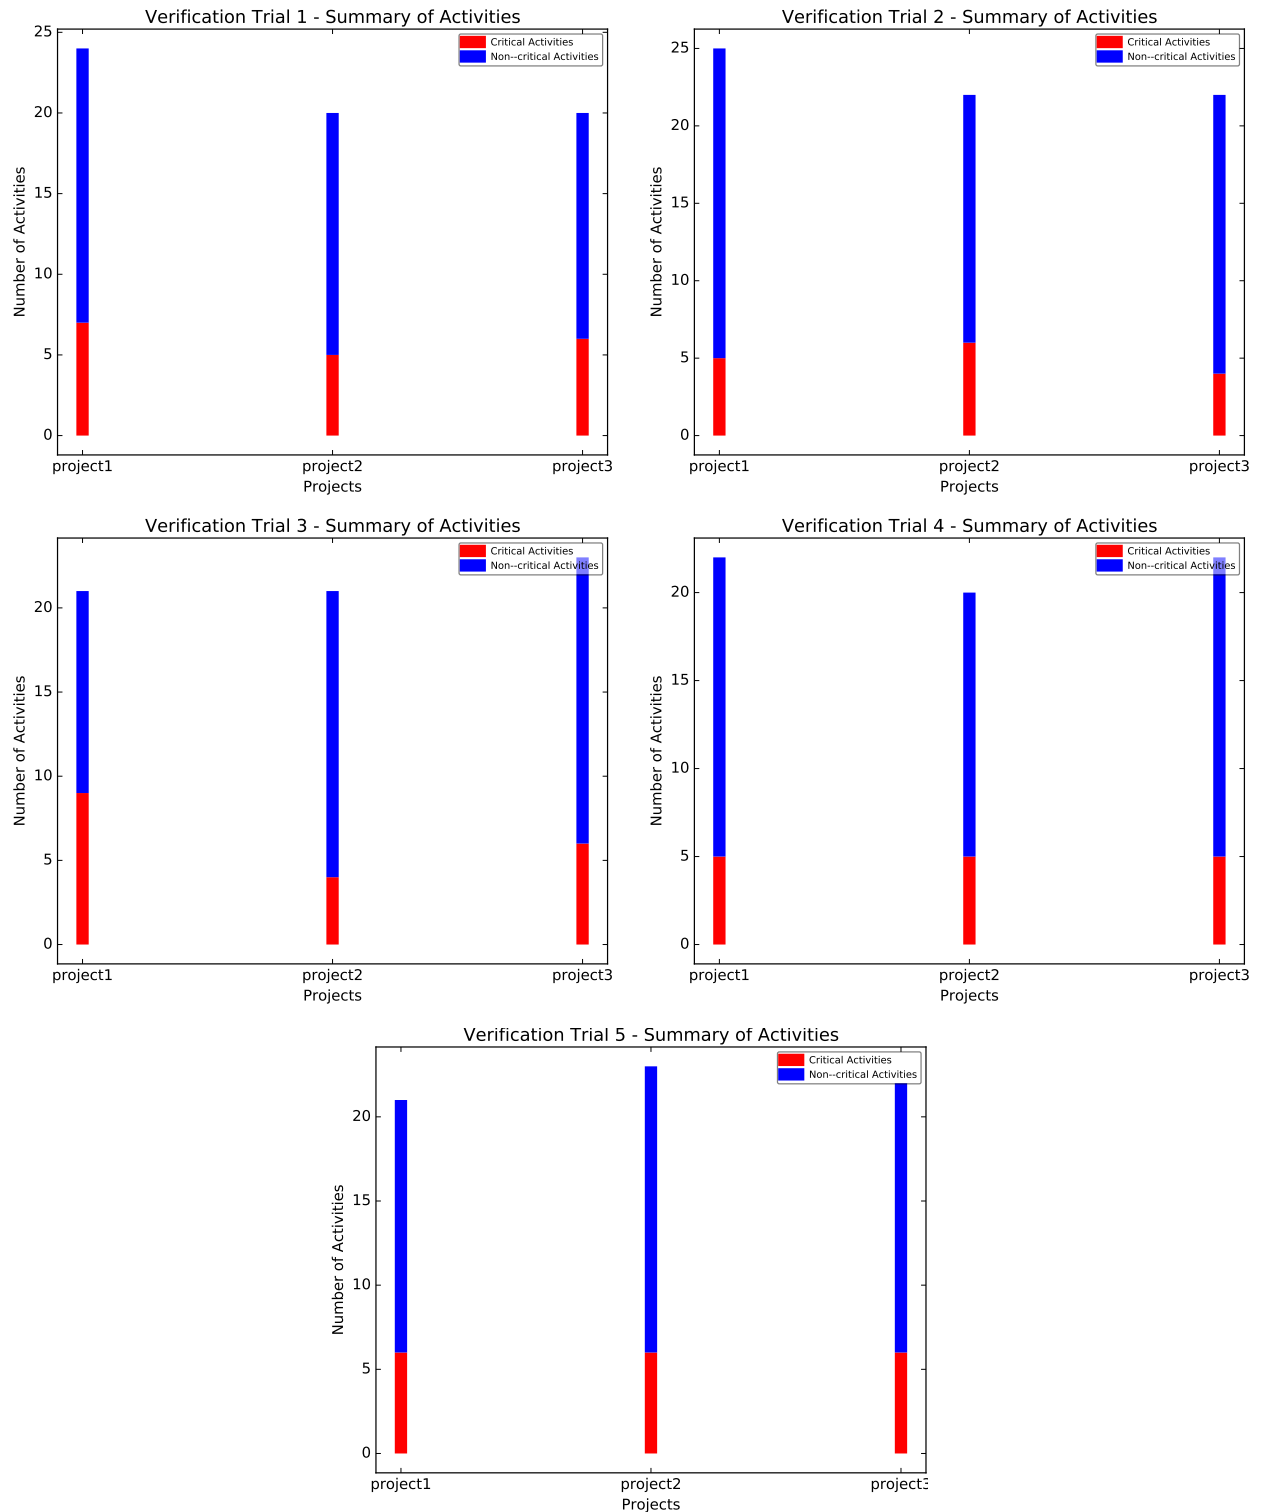 Verification Trial 1 - Summary of Activities
25
20
15
10
5
0
Number of Activities
Critical Activities
Non--critical Activities
project1 project2 project3
Projects
Verification Trial 2 - Summary of Activities
25
20
15
10
5
0
Number of Activities
Critical Activities
Non--critical Activities
project1 project2 project3
Projects
Verification Trial 3 - Summary of Activities
20
15
10
5
0
Number of Activities
Critical Activities
Non--critical Activities
project1 project2 project3
Projects
Verification Trial 4 - Summary of Activities
20
15
10
5
0
Number of Activities
Critical Activities
Non--critical Activities
project1 project2 project3
Projects
Verification Trial 5 - Summary of Activities
20
15
10
5
0
Number of Activities
Critical Activities
Non--critical Activities
project1 project2 project3
Projects